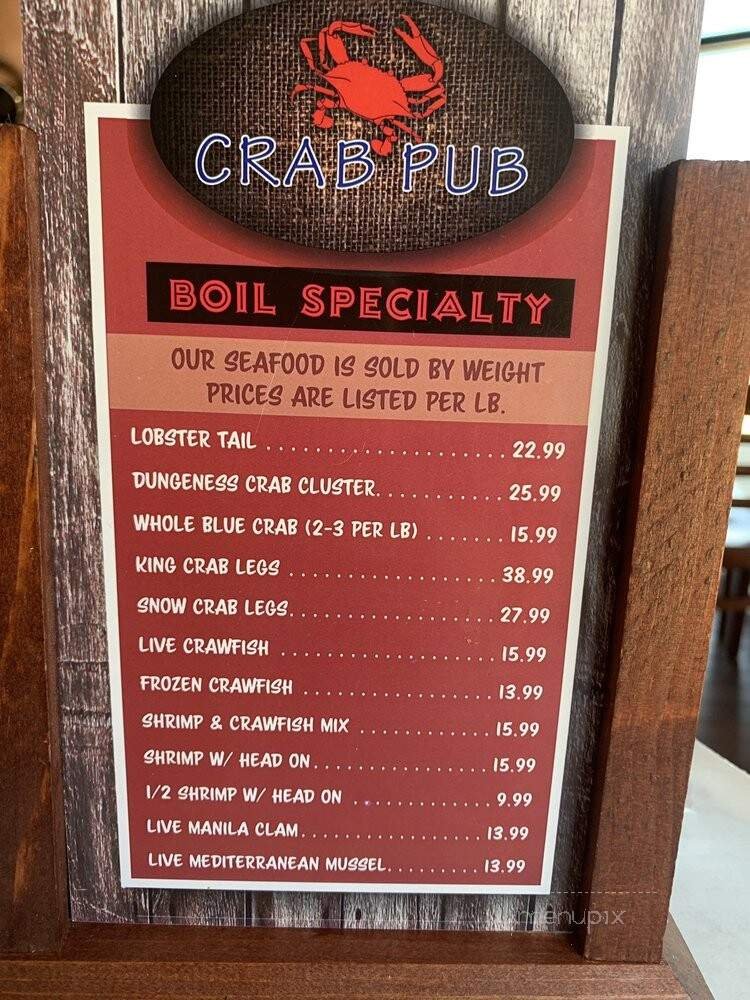 CRAB PUB
BOIL SPECIALTY
OUR SEAFOOD IS SOLD BY WEIGHT
PRICES ARE LISTED PER LB.
LOBSTER TAIL . . . . . . . . . . . . . . . . . . . . . 22.99
DUNGENESS CRAB CLUSTER. . . . . . . . . . . 25.99
WHOLE BLUE CRAB (2-3 PER LB) . . . . . . . 15.99
KING CRAB LEGS . . . . . . . . . . . . . . . . . . 38.99
SNOW CRAB LEGS. . . . . . . . . . . . . . . . . . 27.99
LIVE CRAWFISH . . . . . . . . . . . . . . . . . . . 15.99
FROZEN CRAWFISH . . . . . . . . . . . . . . . . . 13.99
SHRIMP & CRAWFISH MIX . . . . . . . . . . . . 15.99
SHRIMP W/ HEAD ON. . . . . . . . . . . . . . . . 15.99
1/2 SHRIMP W/ HEAD ON . . . . . . . . . . . . . 9.99
LIVE MANILA CLAM. . . . . . . . . . . . . . . . . 13.99
LIVE MEDITERRANEAN MUSSEL. . . . . . . . . 13.99
menupix